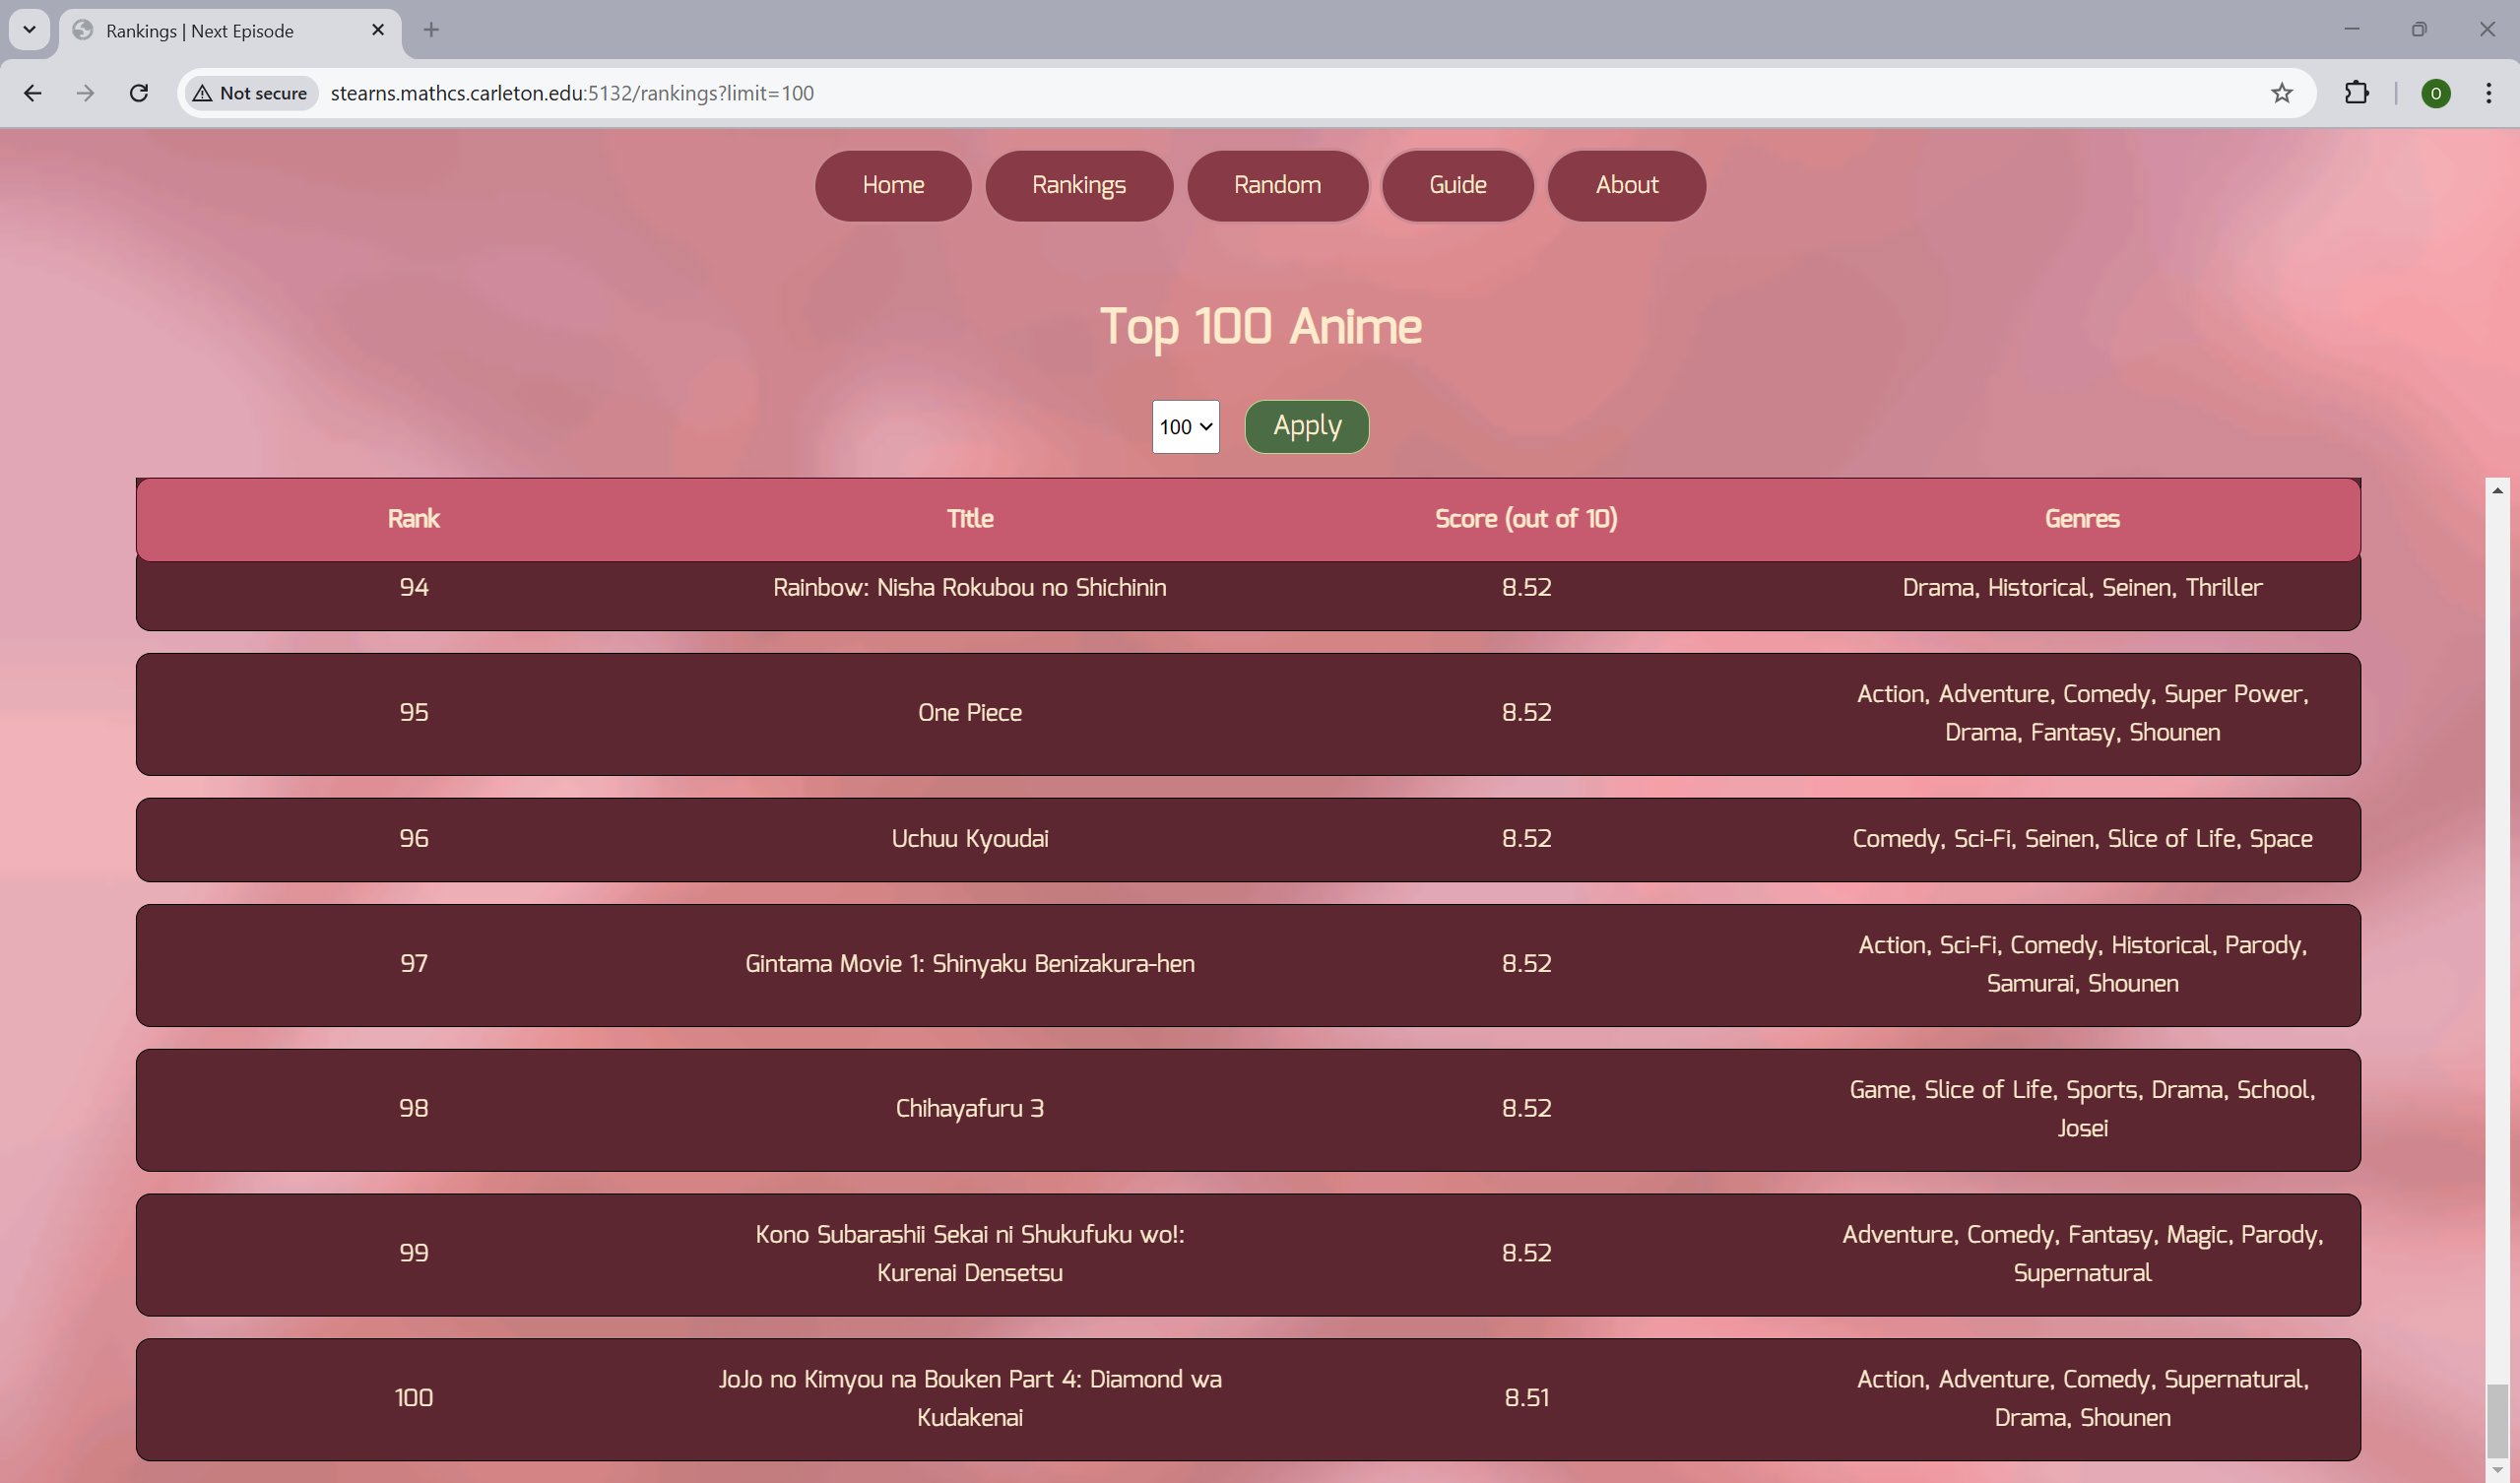 Rankings | Next Episode
Not secure
stearns.mathcs.carleton.edu:5132/rankings?limit=100
O
Home
Rankings
Random
Guide
About
Top 100 Anime
100
Apply
Rank Title Score (out of 10) Genres
94 Rainbow: Nisha Rokubou no Shichinin 8.52 Drama, Historical, Seinen, Thriller
95 One Piece 8.52 Action, Adventure, Comedy, Super Power,
Drama, Fantasy, Shounen
96 Uchuu Kyoudai 8.52 Comedy, Sci-Fi, Seinen, Slice of Life, Space
97 Gintama Movie 1: Shinyaku Benizakura-hen 8.52 Action, Sci-Fi, Comedy, Historical, Parody,
Samurai, Shounen
98 Chihayafuru 3 8.52 Game, Slice of Life, Sports, Drama, School,
Josei
99 Kono Subarashii Sekai ni Shukufuku wo!:
Kurenai Densetsu 8.52 Adventure, Comedy, Fantasy, Magic, Parody,
Supernatural
100 JoJo no Kimyou na Bouken Part 4: Diamond wa
Kudakenai 8.51 Action, Adventure, Comedy, Supernatural,
Drama, Shounen